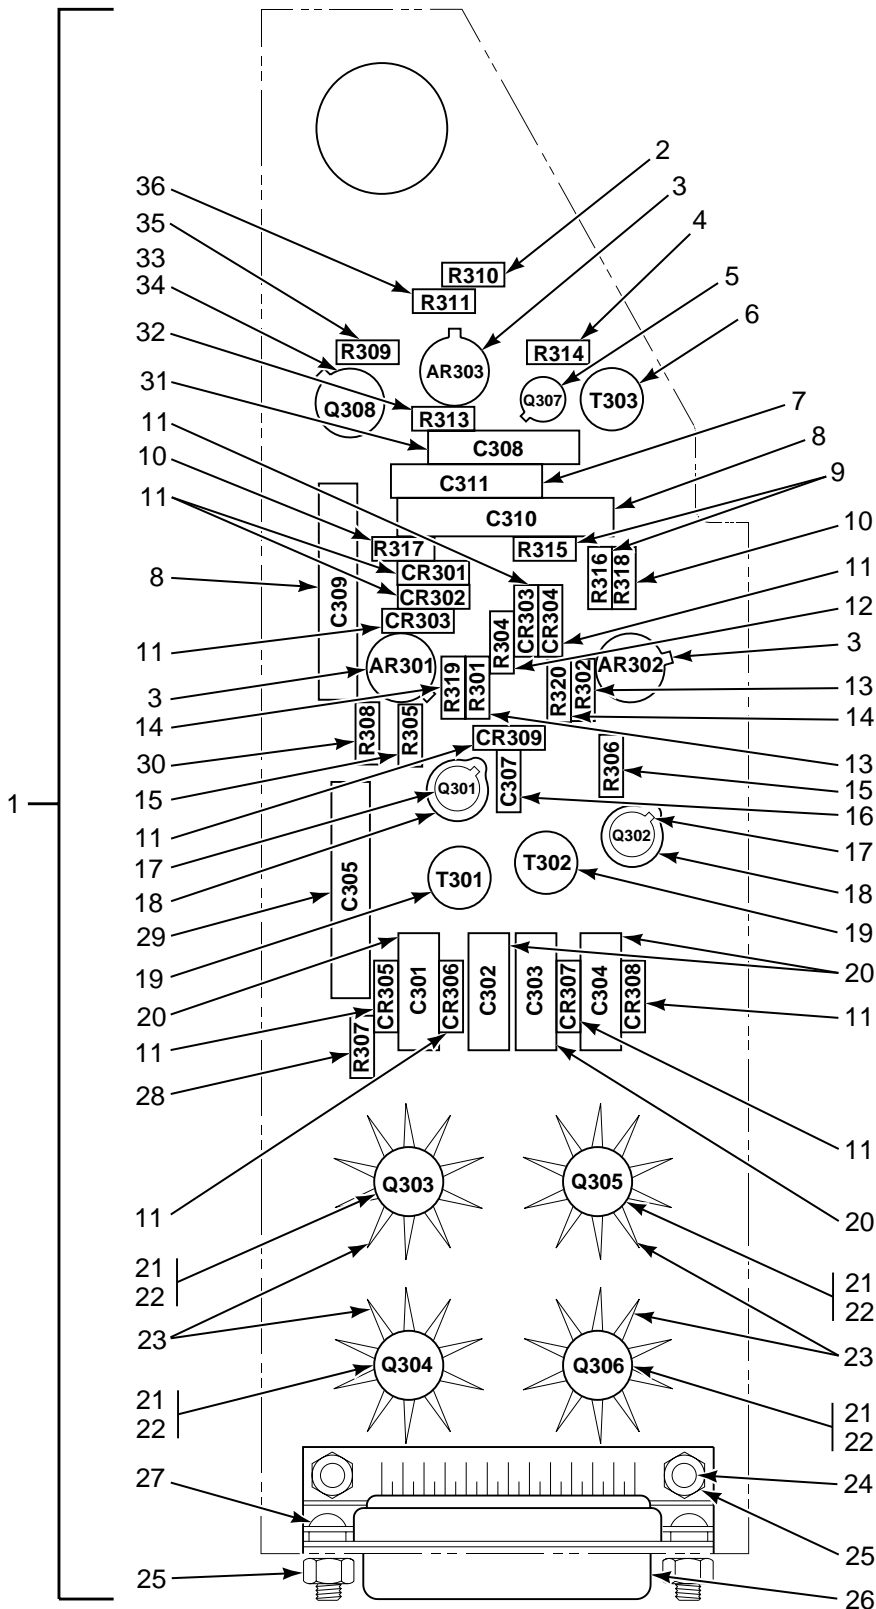 1
36
35
33
34
32
31
11
10
11
8
11
3
14
30
15
11
17
18
29
19
20
11
28
11
21
22
23
21
22
27
25
2
3
4
5
6
7
8
9
10
11
12
3
13
14
13
15
16
17
18
19
20
11
11
20
21
22
23
21
22
24
25
26
R310
R311
R309
AR303
R314
Q308
Q307
T303
R313
C308
C311
C310
R317
R315
C309
CR301
R316
R318
CR302
CR303
CR303
CR304
R304
AR301
R319
R301
R320
R302
AR302
R308
R305
CR309
R306
Q301
C307
Q302
C305
T301
T302
CR305
C301
CR306
C302
C303
CR307
C304
CR308
R307
Q303
Q305
Q304
Q306